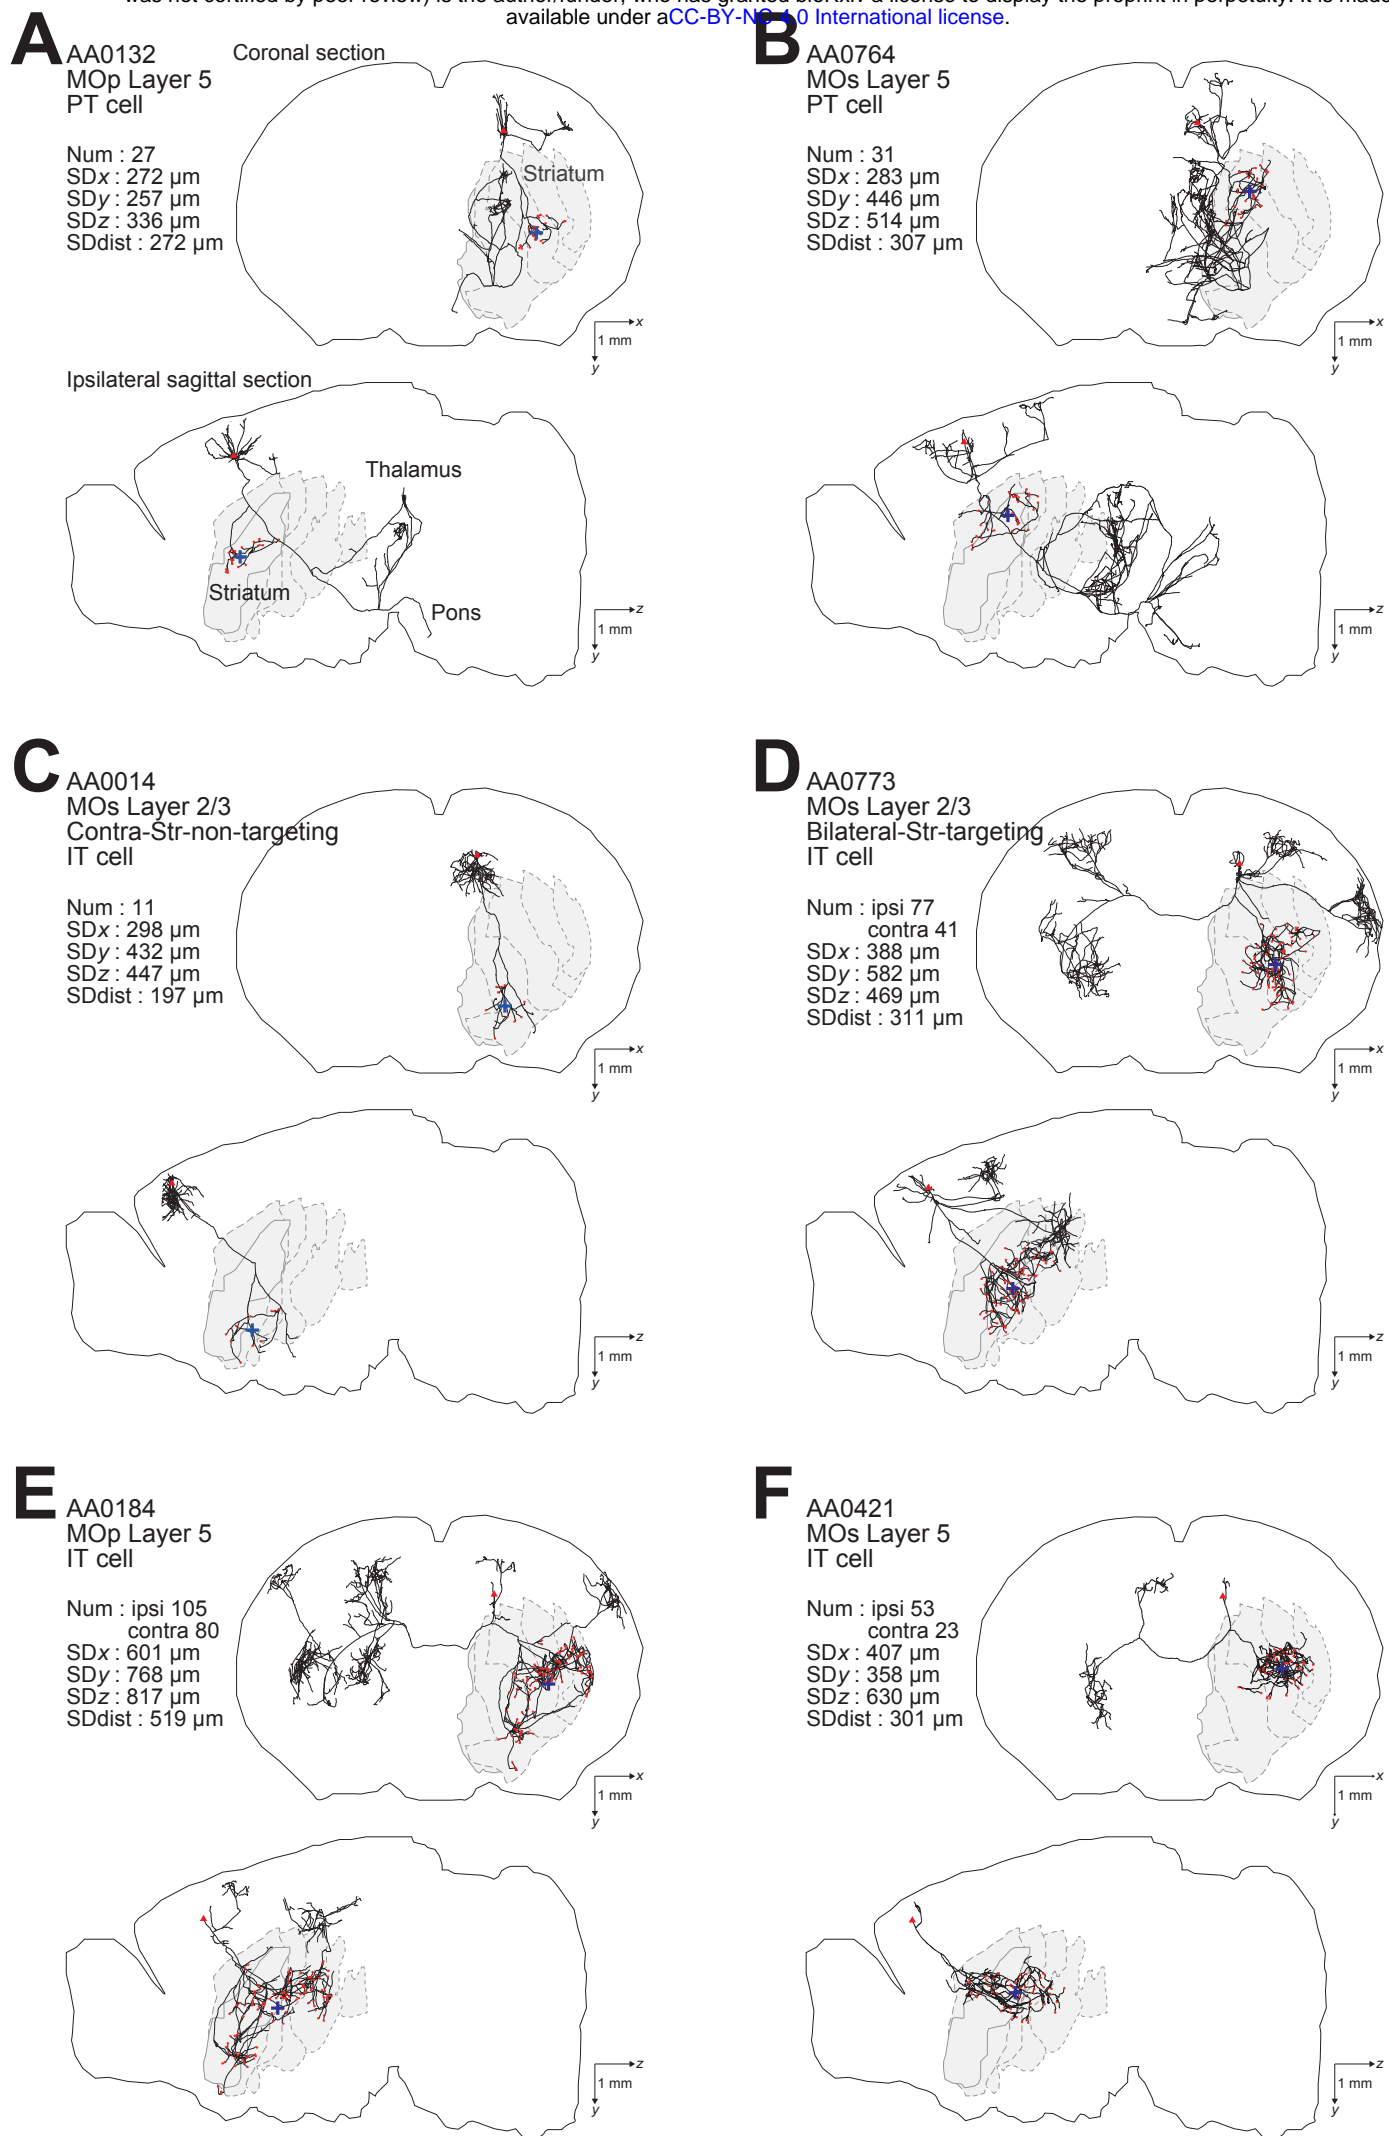 available under aCC-BY-NC 4.0 International license.
A
AA0132
MOp Layer 5
PT cell
Coronal section
Num : 27
SDx : 272 µm
SDy : 257 µm
SDz : 336 µm
SDdist : 272 µm
Striatum
x
1 mm
y
Ipsilateral sagittal section
Thalamus
Striatum
Pons
z
1 mm
y
B
AA0764
MOs Layer 5
PT cell
Num : 31
SDx : 283 µm
SDy : 446 µm
SDz : 514 µm
SDdist : 307 µm
x
1 mm
y
z
1 mm
y
C
AA0014
MOs Layer 2/3
Contra-Str-non-targeting
IT cell
Num : 11
SDx : 298 µm
SDy : 432 µm
SDz : 447 µm
SDdist : 197 µm
x
1 mm
y
z
1 mm
y
D
AA0773
MOs Layer 2/3
Bilateral-Str-targeting
IT cell
Num : ipsi 77
contra 41
SDx : 388 µm
SDy : 582 µm
SDz : 469 µm
SDdist : 311 µm
x
1 mm
y
z
1 mm
y
E
AA0184
MOp Layer 5
IT cell
Num : ipsi 105
contra 80
SDx : 601 µm
SDy : 768 µm
SDz : 817 µm
SDdist : 519 µm
x
1 mm
y
z
1 mm
y
F
AA0421
MOs Layer 5
IT cell
Num : ipsi 53
contra 23
SDx : 407 µm
SDy : 358 µm
SDz : 630 µm
SDdist : 301 µm
x
1 mm
y
z
1 mm
y